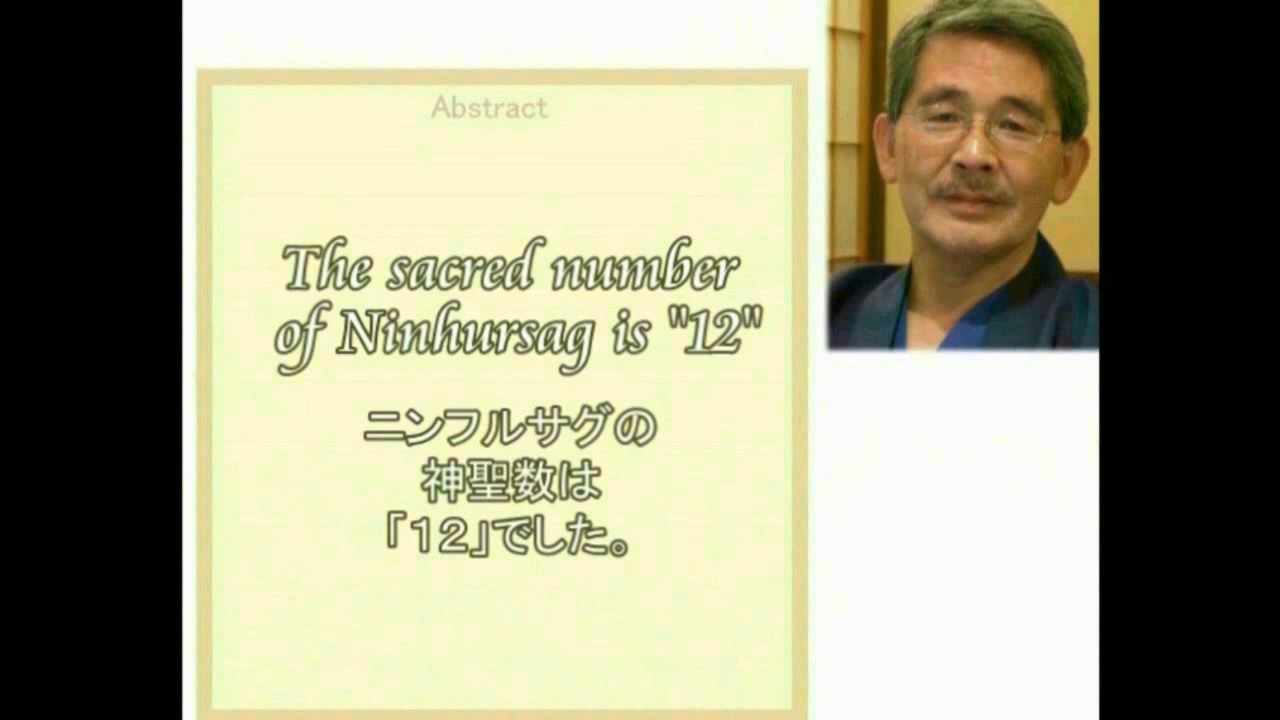 Abstract
The sacred number
of Ninhursag is "12"
ニンフルサグの
神聖数は
「１２」でした。